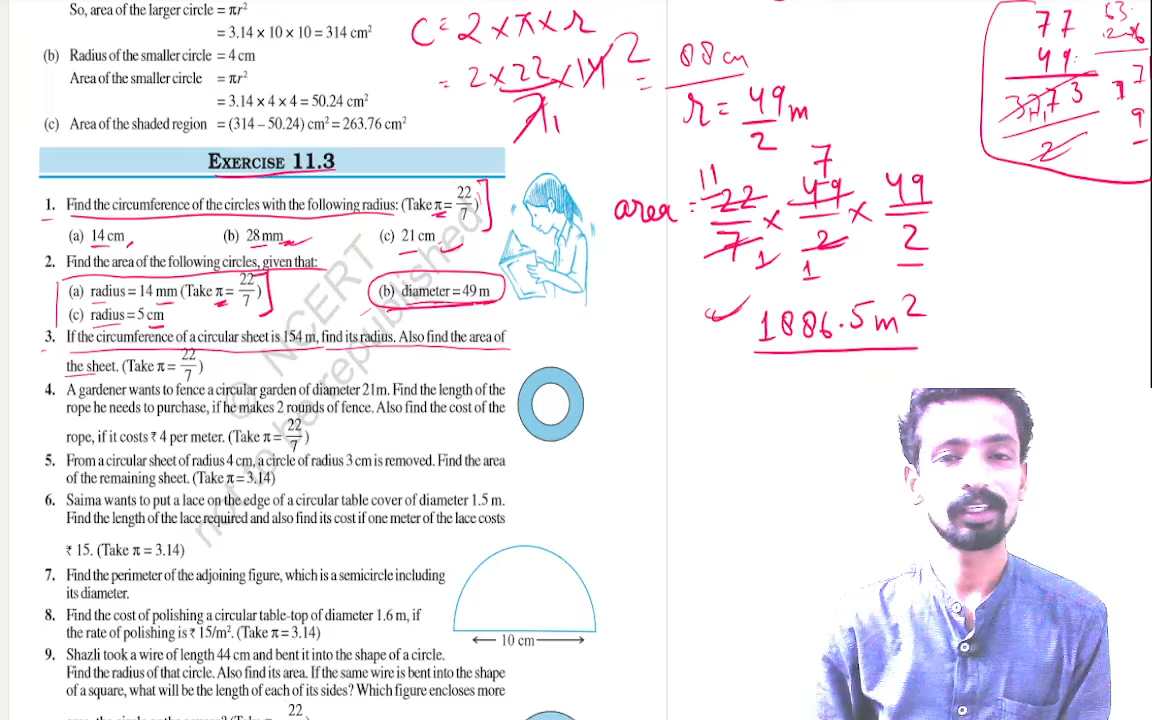 So, area of the larger circle = πr²
= 3.14 × 10 × 10 = 314 cm²
(b) Radius of the smaller circle = 4 cm
Area of the smaller circle = πr²
= 3.14 × 4 × 4 = 50.24 cm²
(c) Area of the shaded region = (314 – 50.24) cm² = 263.76 cm²
EXERCISE 11.3
1. Find the circumference of the circles with the following radius: (Take π = 22/7)
(a) 14 cm (b) 28 mm (c) 21 cm
2. Find the area of the following circles, given that:
(a) radius = 14 mm (Take π = 22/7) (b) diameter = 49 m
(c) radius = 5 cm
3. If the circumference of a circular sheet is 154 m, find its radius. Also find the area of
the sheet. (Take π = 22/7)
4. A gardener wants to fence a circular garden of diameter 21m. Find the length of the
rope he needs to purchase, if he makes 2 rounds of fence. Also find the cost of the
rope, if it costs ₹ 4 per meter. (Take π = 22/7)
5. From a circular sheet of radius 4 cm, a circle of radius 3 cm is removed. Find the area
of the remaining sheet. (Take π = 3.14)
6. Saima wants to put a lace on the edge of a circular table cover of diameter 1.5 m.
Find the length of the lace required and also find its cost if one meter of the lace costs
₹ 15. (Take π = 3.14)
7. Find the perimeter of the adjoining figure, which is a semicircle including
its diameter.
10 cm
8. Find the cost of polishing a circular table-top of diameter 1.6 m, if
the rate of polishing is ₹ 15/m². (Take π = 3.14)
9. Shazli took a wire of length 44 cm and bent it into the shape of a circle.
Find the radius of that circle. Also find its area. If the same wire is bent into the shape
of a square, what will be the length of each of its sides? Which figure encloses more
22
© NCERT
not to be republished
C = 2 × π × r
= 2 × 22/7 × 14 2 = 88 cm
r = 49/2 m
area = 22/7 × 49/2 × 49/2
11 7
1 1
1886.5 m²
77
49
3773
2
63